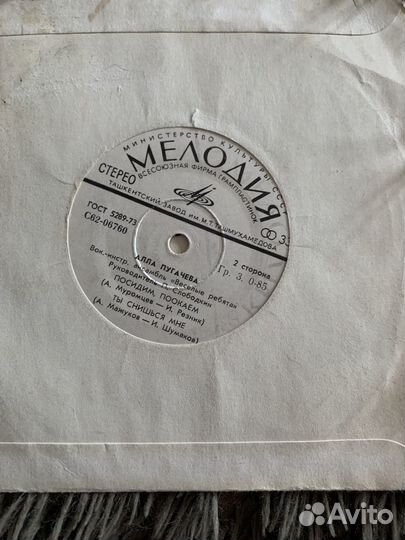 МИНИСТЕРСТВО КУЛЬТУРЫ СССР
МЕЛОДИЯ
ВСЕСОЮЗНАЯ ФИРМА ГРАМПЛАСТИНОК
СТЕРЕО
33
ТАШКЕНТСКИЙ ЗАВОД ИМ. М.Т.ТАШМУХАМЕДОВА
ГОСТ 5289-73
С62-06760
2 сторона
Гр. 3. 0-85
АЛЛА ПУГАЧЕВА
Вок.-инстр. ансамбль «Веселые ребята»
Руководитель П. Слободкин
ПОСИДИМ ПООКАЕМ
(А. Муромцев — И. Резник)
ТЫ СНИШЬСЯ МНЕ
(А. Мажуков — И. Шумаков)
Avito